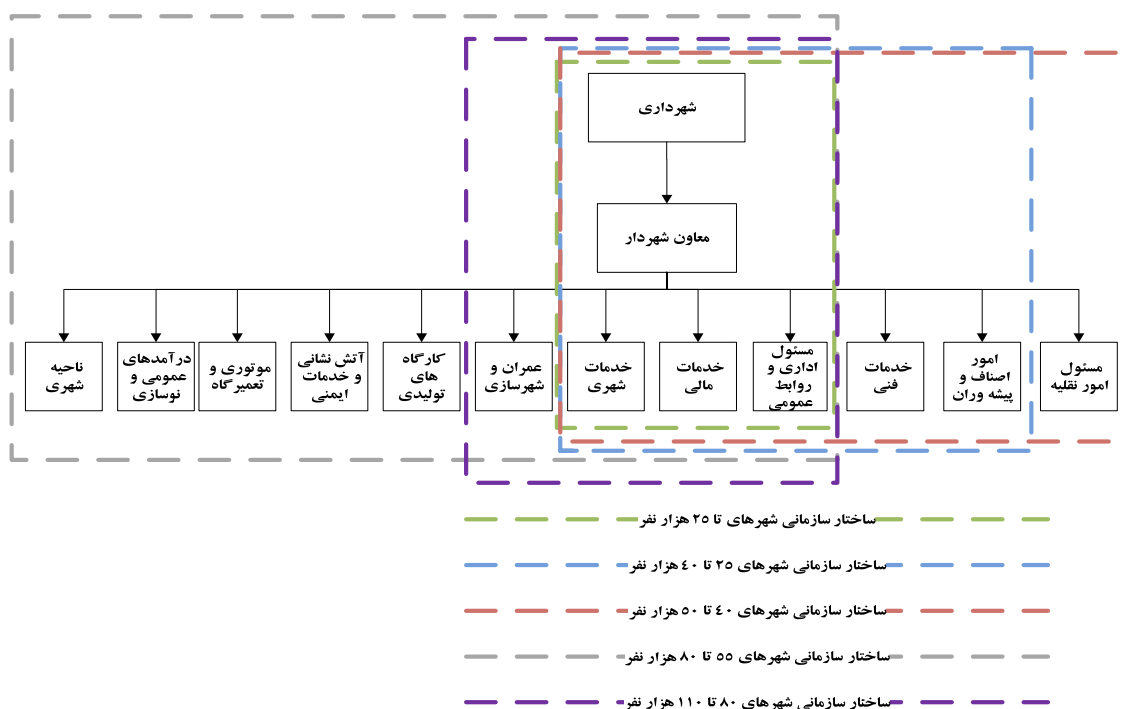 شهرداری
معاون شهردار
مسئول
امور نقلیه
امور
اصناف و
پیشه وران
خدمات
فنی
مسئول
اداری و
روابط
عمومی
خدمات
مالی
خدمات
شهری
عمران و
شهرسازی
کارگاه
های
تولیدی
آتش نشانی
و خدمات
ایمنی
موتوری و
تعمیرگاه
درآمدهای
عمومی و
نوسازی
ناحیه
شهری
ساختار سازمانی شهرهای تا ۲۵ هزار نفر
ساختار سازمانی شهرهای ۲۵ تا ۴۰ هزار نفر
ساختار سازمانی شهرهای ۴۰ تا ۵۰ هزار نفر
ساختار سازمانی شهرهای ۵۵ تا ۸۰ هزار نفر
ساختار سازمانی شهرهای ۸۰ تا ۱۱۰ هزار نفر